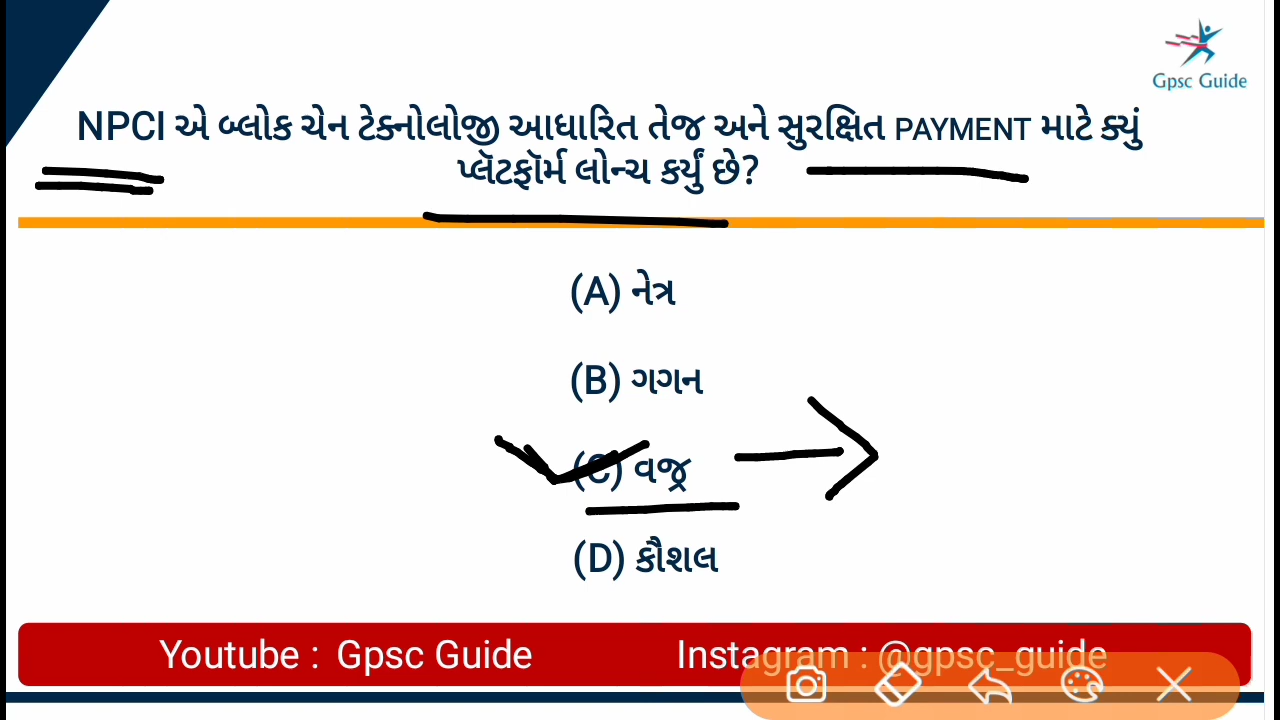 Gpsc Guide
NPCI એ બ્લોક ચેન ટેક્નોલોજી આધારિત તેજ અને સુરક્ષિત PAYMENT માટે ક્યું
પ્લૅટફૉર્મ લોન્ચ કર્યું છે?
(A) નેત્ર
(B) ગગન
(C) વજ્ર
(D) કૌશલ
Youtube : Gpsc Guide Instagram : @gpsc_guide